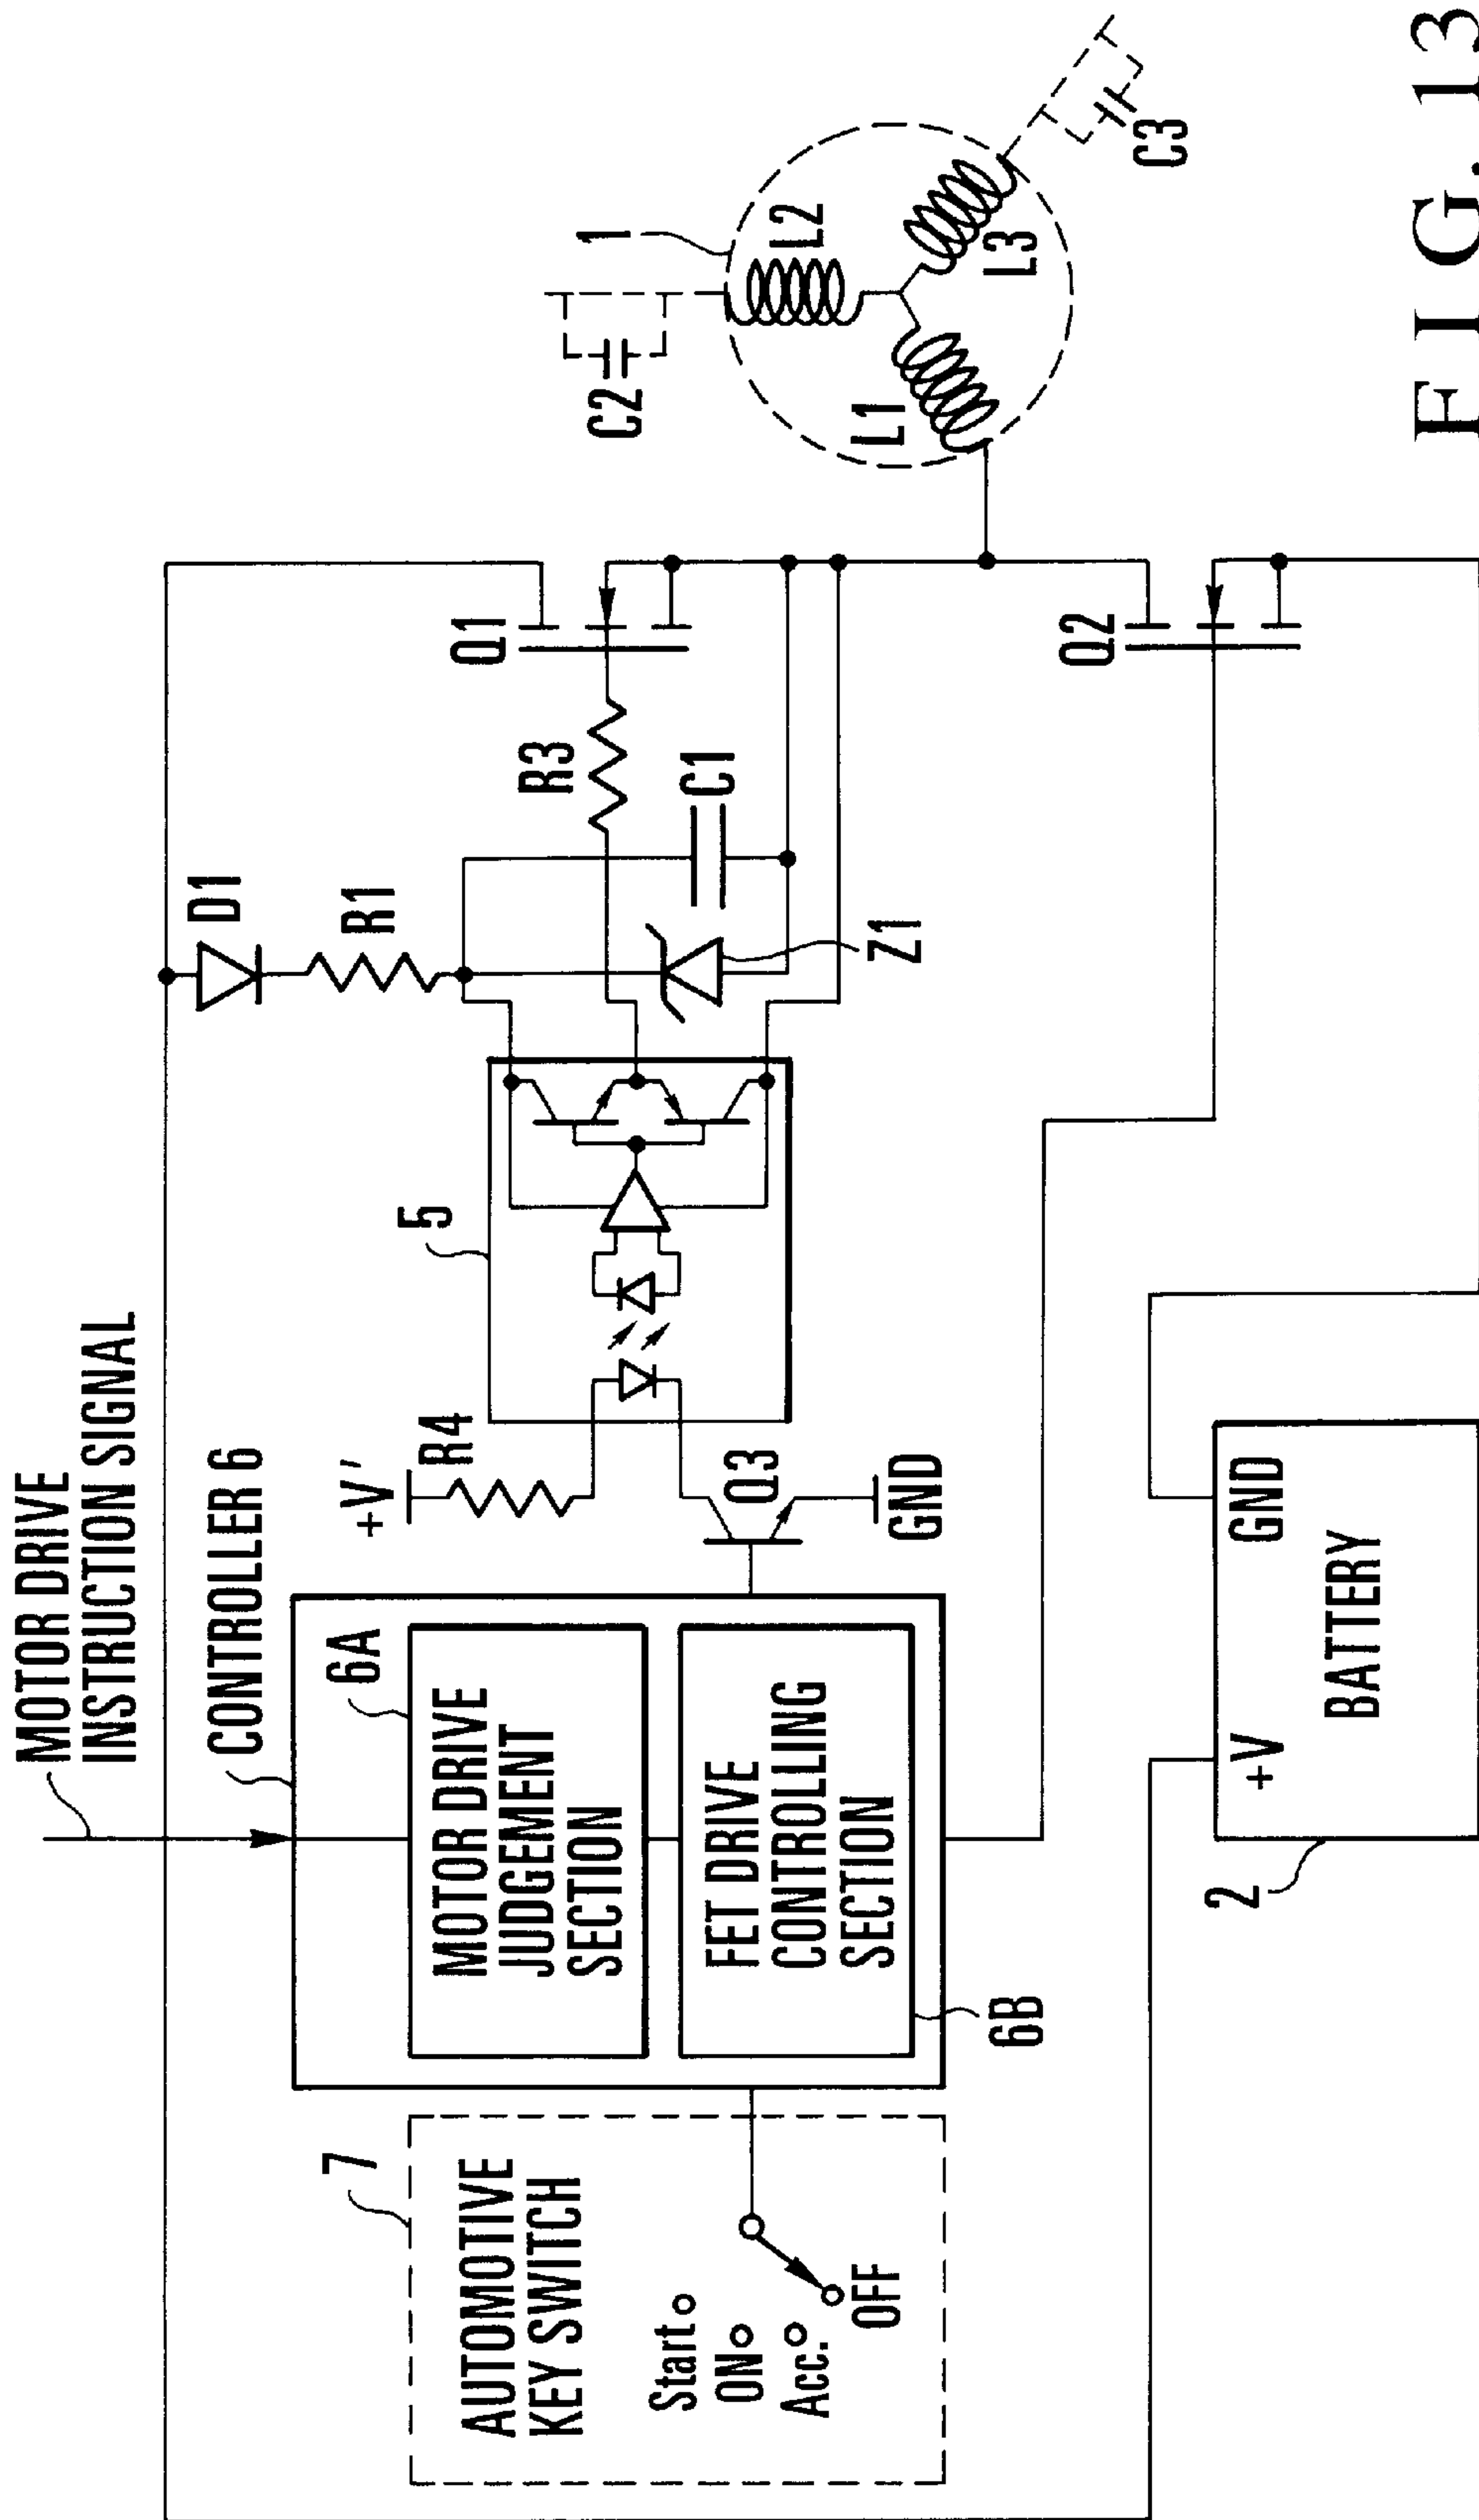 MOTOR DRIVE
INSTRUCTION SIGNAL
CONTROLLER 6
7
AUTOMOTIVE
KEY SWITCH
Start
ON
Acc.
OFF
6A
MOTOR DRIVE
JUDGEMENT
SECTION
FET DRIVE
CONTROLLING
SECTION
6B
+V'
R4
Q3
GND
5
D1
R1
Z1
C1
R3
Q1
Q2
1
L1
L2
L3
C2
C3
2
+V
GND
BATTERY
FIG.13